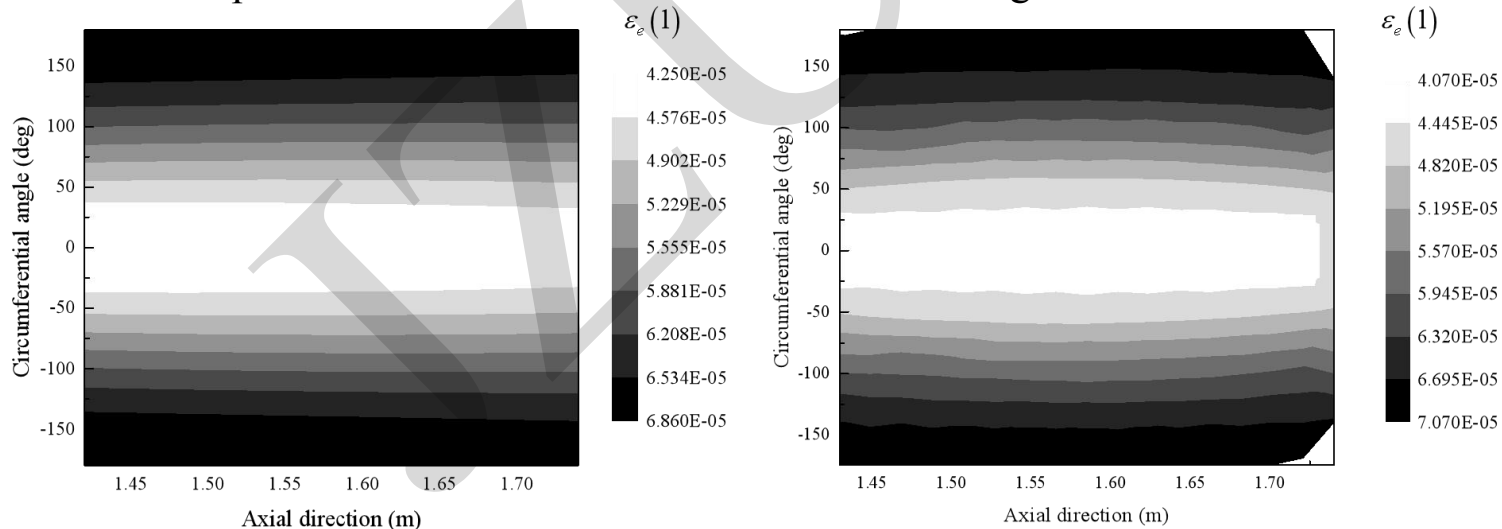 ε_e (1)
4.250E-05
4.576E-05
4.902E-05
5.229E-05
5.555E-05
5.881E-05
6.208E-05
6.534E-05
6.860E-05
150
100
50
0
-50
-100
-150
Circumferential angle (deg)
1.45 1.50 1.55 1.60 1.65 1.70
Axial direction (m)
ε_e (1)
4.070E-05
4.445E-05
4.820E-05
5.195E-05
5.570E-05
5.945E-05
6.320E-05
6.695E-05
7.070E-05
150
100
50
0
-50
-100
-150
Circumferential angle (deg)
1.45 1.50 1.55 1.60 1.65 1.70
Axial direction (m)